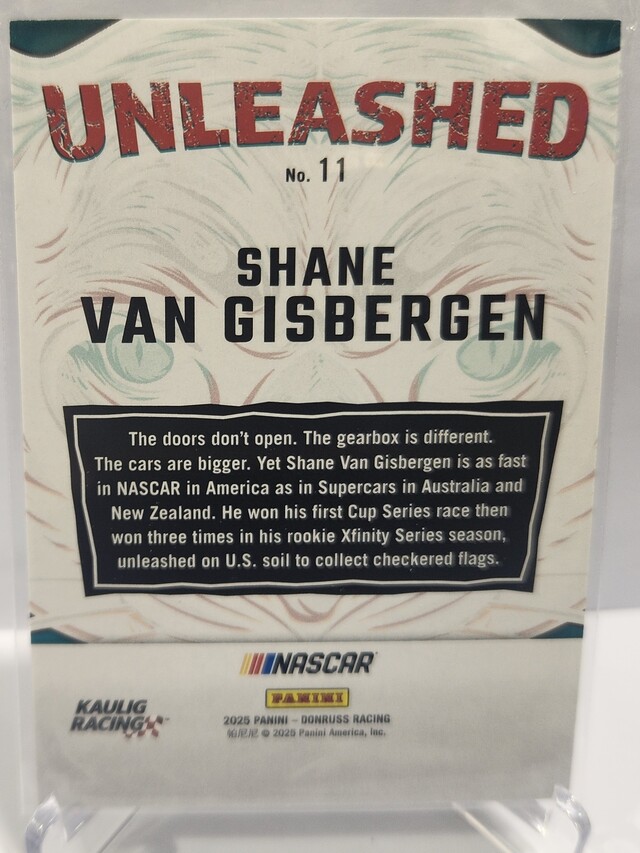 UNLEASHED
No. 11
SHANE
VAN GISBERGEN
The doors don't open. The gearbox is different.
The cars are bigger. Yet Shane Van Gisbergen is as fast
in NASCAR in America as in Supercars in Australia and
New Zealand. He won his first Cup Series race then
won three times in his rookie Xfinity Series season,
unleashed on U.S. soil to collect checkered flags.
NASCAR
PANINI
KAULIG
RACING
2025 PANINI – DONRUSS RACING
帕尼尼 © 2025 Panini America, Inc.